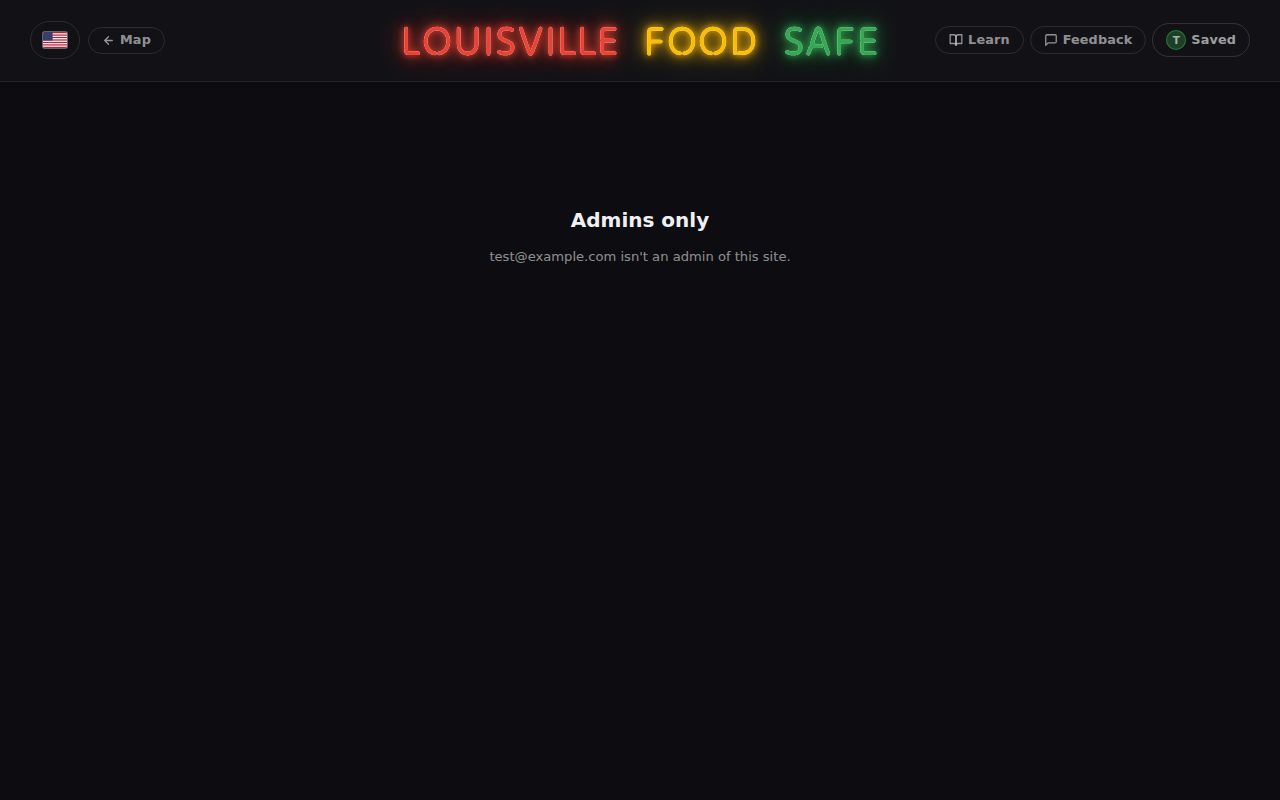 ← Map
LOUISVILLE FOOD SAFE
Learn
Feedback
T Saved
Admins only
test@example.com isn't an admin of this site.